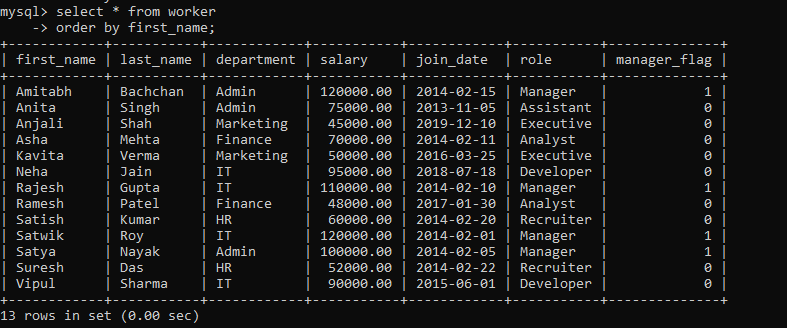 mysql> select * from worker
    -> order by first_name;
+------------+-----------+------------+-----------+------------+-----------+--------------+
| first_name | last_name | department | salary    | join_date  | role      | manager_flag |
+------------+-----------+------------+-----------+------------+-----------+--------------+
| Amitabh    | Bachchan  | Admin      | 120000.00 | 2014-02-15 | Manager   |            1 |
| Anita      | Singh     | Admin      |  75000.00 | 2013-11-05 | Assistant |            0 |
| Anjali     | Shah      | Marketing  |  45000.00 | 2019-12-10 | Executive |            0 |
| Asha       | Mehta     | Finance    |  70000.00 | 2014-02-11 | Analyst   |            0 |
| Kavita     | Verma     | Marketing  |  50000.00 | 2016-03-25 | Executive |            0 |
| Neha       | Jain      | IT         |  95000.00 | 2018-07-18 | Developer |            0 |
| Rajesh     | Gupta     | IT         | 110000.00 | 2014-02-10 | Manager   |            1 |
| Ramesh     | Patel     | Finance    |  48000.00 | 2017-01-30 | Analyst   |            0 |
| Satish     | Kumar     | HR         |  60000.00 | 2014-02-20 | Recruiter |            0 |
| Satwik     | Roy       | IT         | 120000.00 | 2014-02-01 | Manager   |            1 |
| Satya      | Nayak     | Admin      | 100000.00 | 2014-02-05 | Manager   |            1 |
| Suresh     | Das       | HR         |  52000.00 | 2014-02-22 | Recruiter |            0 |
| Vipul      | Sharma    | IT         |  90000.00 | 2015-06-01 | Developer |            0 |
+------------+-----------+------------+-----------+------------+-----------+--------------+
13 rows in set (0.00 sec)